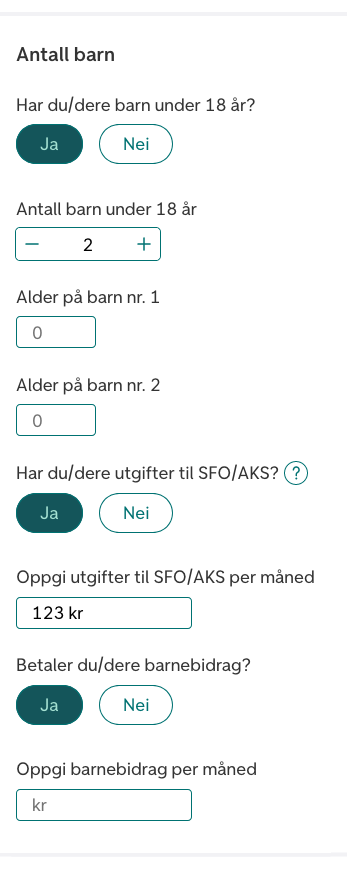 Antall barn
Har du/dere barn under 18 år?
Ja Nei
Antall barn under 18 år
− 2 +
Alder på barn nr. 1
0
Alder på barn nr. 2
0
Har du/dere utgifter til SFO/AKS? ?
Ja Nei
Oppgi utgifter til SFO/AKS per måned
123 kr
Betaler du/dere barnebidrag?
Ja Nei
Oppgi barnebidrag per måned
kr